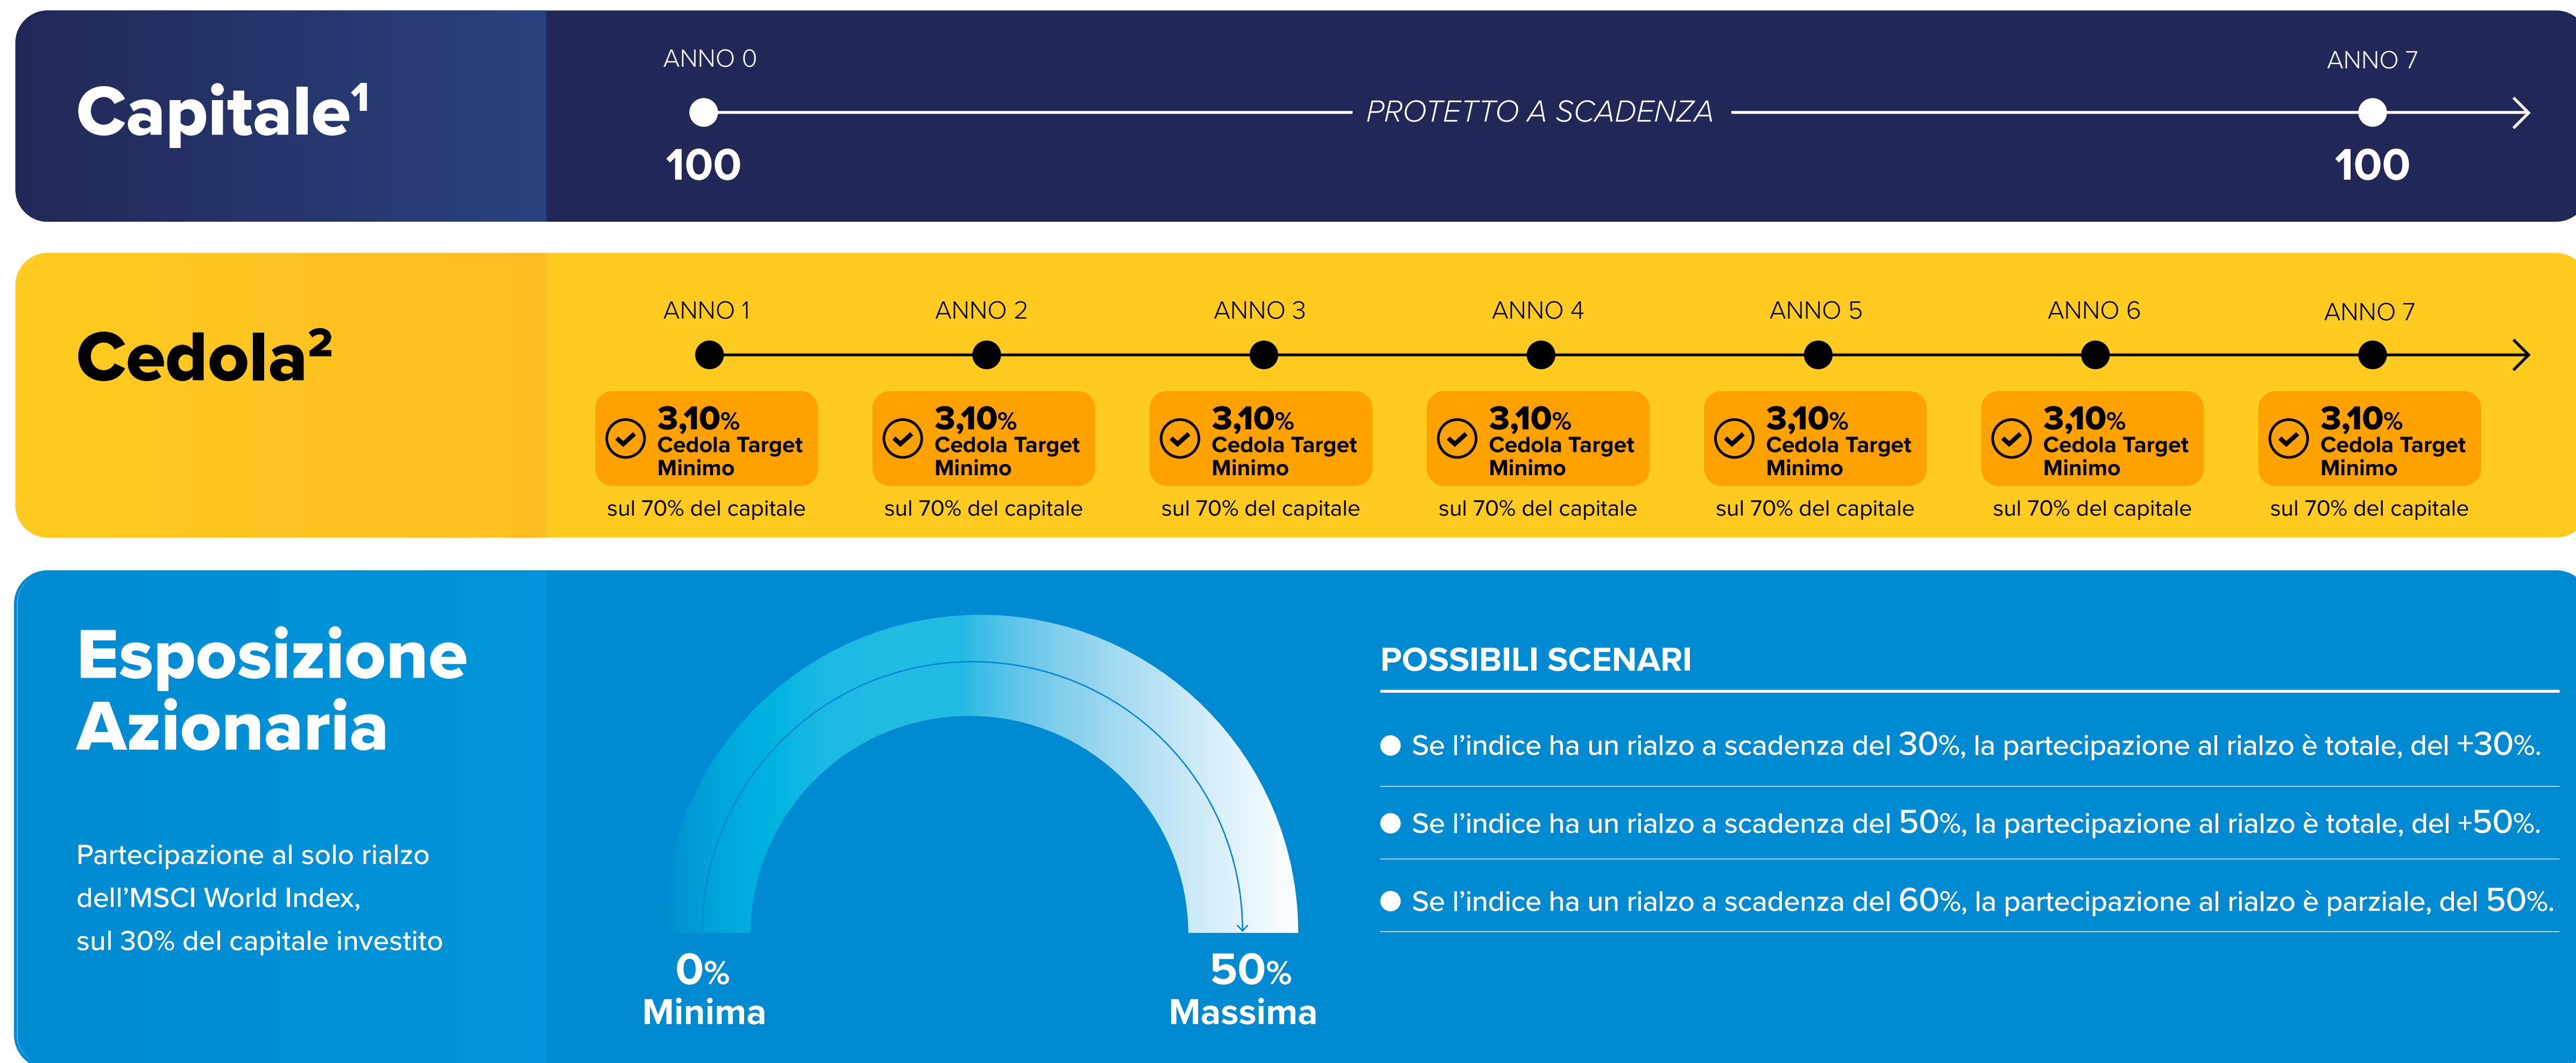 Capitale¹
ANNO 0
ANNO 7
PROTETTO A SCADENZA
100
100
Cedola²
ANNO 1
ANNO 2
ANNO 3
ANNO 4
ANNO 5
ANNO 6
ANNO 7
3,10%
Cedola Target
Minimo
sul 70% del capitale
3,10%
Cedola Target
Minimo
sul 70% del capitale
3,10%
Cedola Target
Minimo
sul 70% del capitale
3,10%
Cedola Target
Minimo
sul 70% del capitale
3,10%
Cedola Target
Minimo
sul 70% del capitale
3,10%
Cedola Target
Minimo
sul 70% del capitale
3,10%
Cedola Target
Minimo
sul 70% del capitale
Esposizione
Azionaria
Partecipazione al solo rialzo
dell’MSCI World Index,
sul 30% del capitale investito
0%
Minima
50%
Massima
POSSIBILI SCENARI
Se l’indice ha un rialzo a scadenza del 30%, la partecipazione al rialzo è totale, del +30%.
Se l’indice ha un rialzo a scadenza del 50%, la partecipazione al rialzo è totale, del +50%.
Se l’indice ha un rialzo a scadenza del 60%, la partecipazione al rialzo è parziale, del 50%.